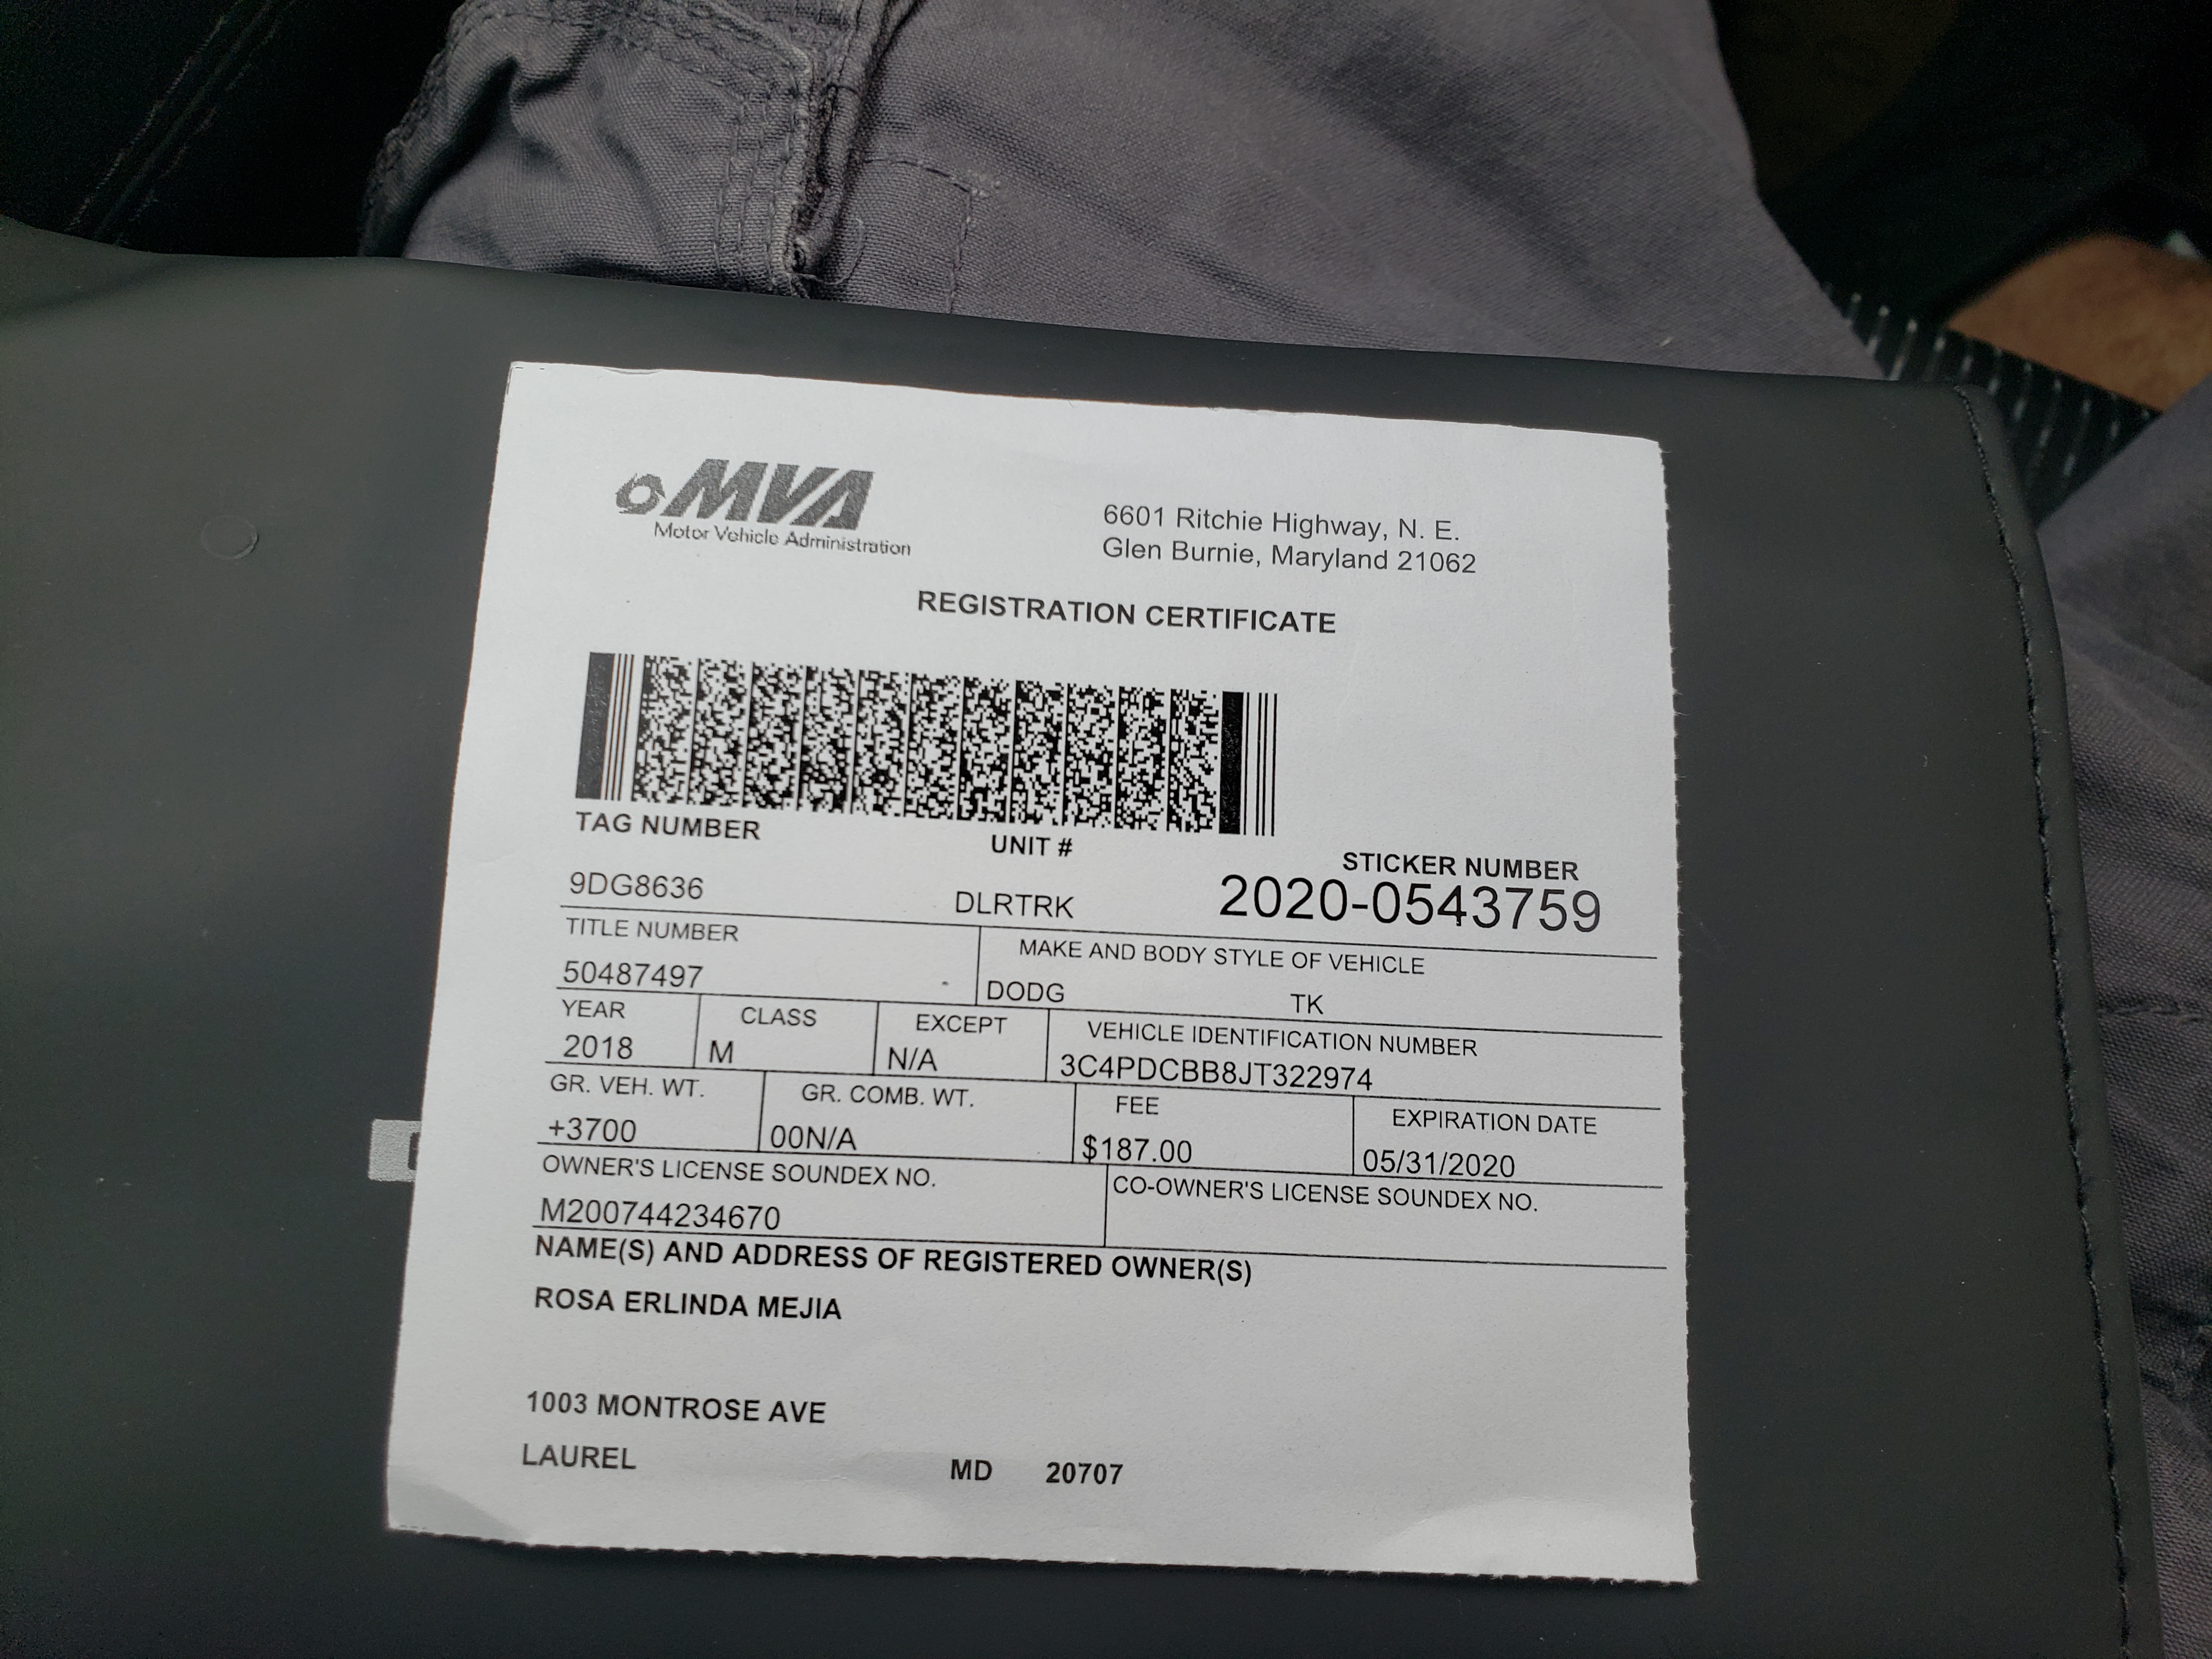 MVA
Motor Vehicle Administration
6601 Ritchie Highway, N. E.
Glen Burnie, Maryland 21062
REGISTRATION CERTIFICATE
TAG NUMBER UNIT # STICKER NUMBER
9DG8636 DLRTRK 2020-0543759
TITLE NUMBER MAKE AND BODY STYLE OF VEHICLE
50487497 DODG TK
YEAR CLASS EXCEPT VEHICLE IDENTIFICATION NUMBER
2018 M N/A 3C4PDCBB8JT322974
GR. VEH. WT. GR. COMB. WT. FEE EXPIRATION DATE
+3700 00N/A $187.00 05/31/2020
OWNER'S LICENSE SOUNDEX NO. CO-OWNER'S LICENSE SOUNDEX NO.
M200744234670
NAME(S) AND ADDRESS OF REGISTERED OWNER(S)
ROSA ERLINDA MEJIA
1003 MONTROSE AVE
LAUREL MD 20707